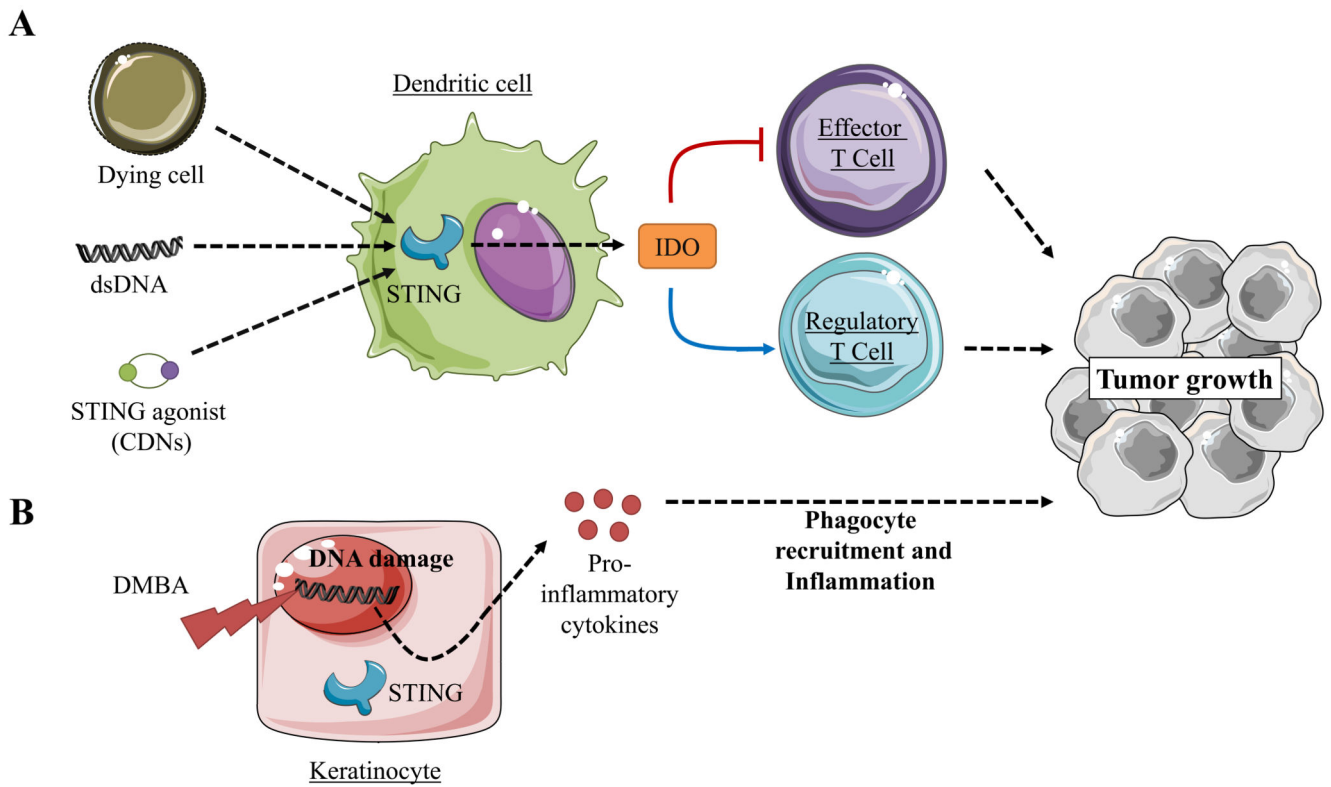 A
Dying cell
dsDNA
STING agonist
(CDNs)
Dendritic cell
STING
IDO
Effector
T Cell
Regulatory
T Cell
Tumor growth
B
DMBA
DNA damage
STING
Keratinocyte
Pro-
inflammatory
cytokines
Phagocyte
recruitment and
Inflammation